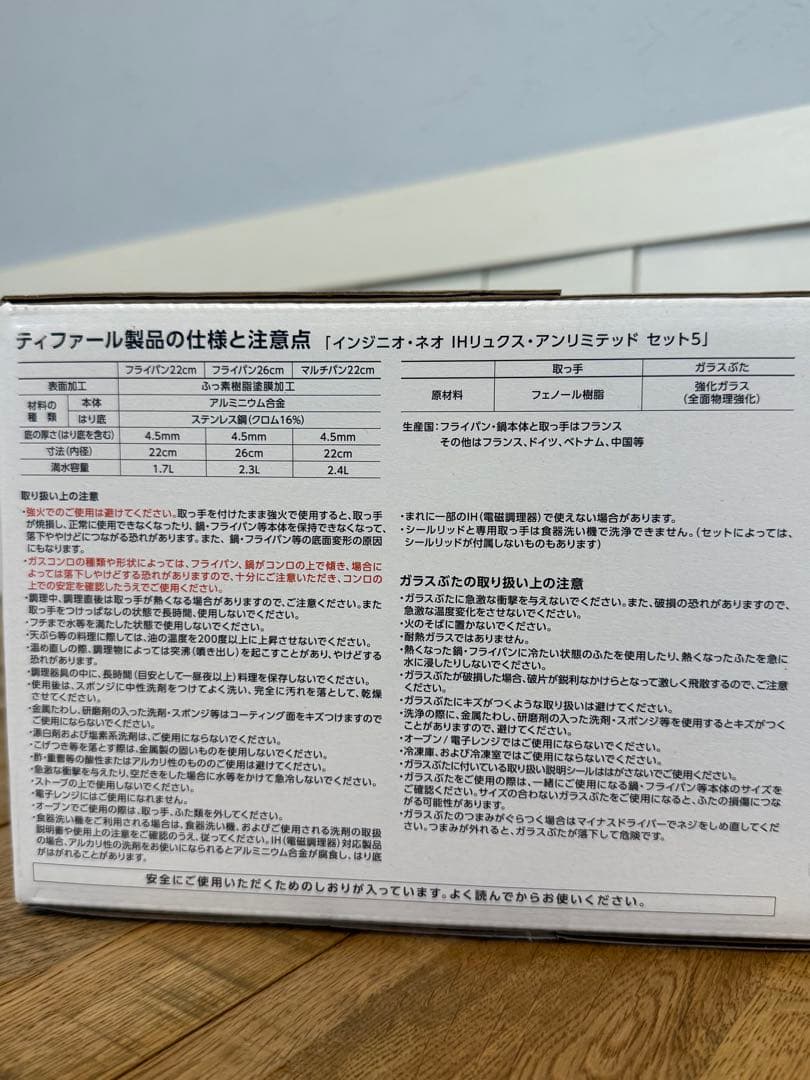 ティファール製品の仕様と注意点 「インジニオ・ネオ IHリュクス・アンリミテッド セット5」
フライパン22cm フライパン26cm マルチパン22cm
表面加工 ふっ素樹脂塗膜加工
材料の種類 本体 アルミニウム合金
はり底 ステンレス鋼(クロム16%)
底の厚さ(はり底を含む) 4.5mm 4.5mm 4.5mm
寸法(内径) 22cm 26cm 22cm
満水容量 1.7L 2.3L 2.4L
取っ手 ガラスぶた
原材料 フェノール樹脂 強化ガラス
(全面物理強化)
生産国:フライパン・鍋本体と取っ手はフランス
その他はフランス、ドイツ、ベトナム、中国等
取り扱い上の注意
・強火でのご使用は避けてください。取っ手を付けたまま強火で使用すると、取っ手
が焼損し、正常に使用できなくなったり、鍋・フライパン等本体を保持できなくなって、
落下ややけどにつながる恐れがあります。また、鍋・フライパン等の底面変形の原因
にもなります。
・ガスコンロの種類や形状によっては、フライパン、鍋がコンロの上で傾き、場合に
よっては落下しやけどする恐れがありますので、十分にご注意いただき、コンロの
上での安定を確認したうえでご使用ください。
・調理中、調理直後は取っ手が熱くなる場合がありますので、ご注意ください。また
取っ手をつけっぱなしの状態で長時間、使用しないでください。
・フチまで水等を満たした状態で使用しないでください。
・天ぷら等の料理に際しては、油の温度を200度以上に上昇させないでください。
・温め直しの際、調理物によっては突沸(噴き出し)を起こすことがあり、やけどする
恐れがあります。
・調理器具の中に、長時間(目安として一昼夜以上)料理を保存しないでください。
・使用後は、スポンジに中性洗剤をつけてよく洗い、完全に汚れを落として、乾燥
させてください。
・金属たわし、研磨剤の入った洗剤・スポンジ等はコーティング面をキズつけますので
ご使用にならないでください。
・漂白剤および塩素系洗剤は、ご使用にならないでください。
・こげつき等を落とす際は、金属製の固いものを使用しないでください。
・酢・重曹等の酸性またはアルカリ性のもののご使用は避けてください。
・急激な衝撃を与えたり、空だきをした場合に水等をかけて急冷しないでください。
・ストーブの上で使用しないでください。
・電子レンジにはご使用になれません。
・オーブンでご使用の際は、取っ手、ふた類を外してください。
・食器洗い機をご利用される場合は、食器洗い機、およびご使用される洗剤の取扱
説明書や使用上の注意をご確認のうえ、従ってください。IH(電磁調理器)対応製品
の場合、アルカリ性の洗剤をお使いになられるとアルミニウム合金が腐食し、はり底
がはがれることがあります。
・まれに一部のIH(電磁調理器)で使えない場合があります。
・シールリッドと専用取っ手は食器洗い機で洗浄できません。(セットによっては、
シールリッドが付属しないものもあります)
ガラスぶたの取り扱い上の注意
・ガラスぶたに急激な衝撃を与えないでください。また、破損の恐れがありますので、
急激な温度変化をさせないでください。
・火のそばに置かないでください。
・耐熱ガラスではありません。
・熱くなった鍋・フライパンに冷たい状態のふたを使用したり、熱くなったふたを急に
水に浸したりしないでください。
・ガラスぶたが破損した場合、破片が鋭利なかけらとなって激しく飛散するので、ご注意
ください。
・ガラスぶたにキズがつくような取り扱いは避けてください。
・洗浄の際に、金属たわし、研磨剤の入った洗剤・スポンジ等を使用するとキズがつく
ことがありますので、避けてください。
・オーブン/電子レンジではご使用にならないでください。
・冷凍庫、および冷凍室ではご使用にならないでください。
・ガラスぶたに付いている取り扱い説明シールははがさないでご使用ください。
・ガラスぶたをご使用の際は、一緒にご使用になる鍋・フライパン等本体のサイズを
ご確認ください。サイズの合わないガラスぶたをご使用になると、ふたの損傷につな
がる可能性があります。
・ガラスぶたのつまみがぐらつく場合はマイナスドライバーでネジをしめ直してくだ
さい。つまみが外れると、ガラスぶたが落下して危険です。
安全にご使用いただくためのしおりが入っています。よく読んでからお使いください。